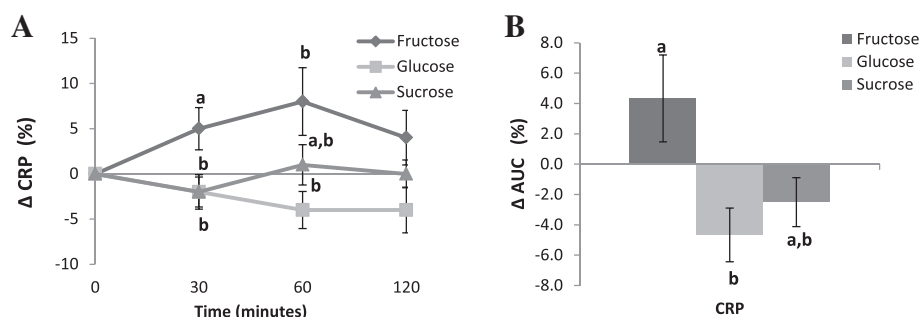 A
Δ CRP (%)
15
10
5
0
-5
-10
a
b
b
b
a,b
b
Fructose
Glucose
Sucrose
0 30 60 120
Time (minutes)
B
Δ AUC (%)
8.0
6.0
4.0
2.0
0.0
-2.0
-4.0
-6.0
-8.0
a
b
a,b
Fructose
Glucose
Sucrose
CRP